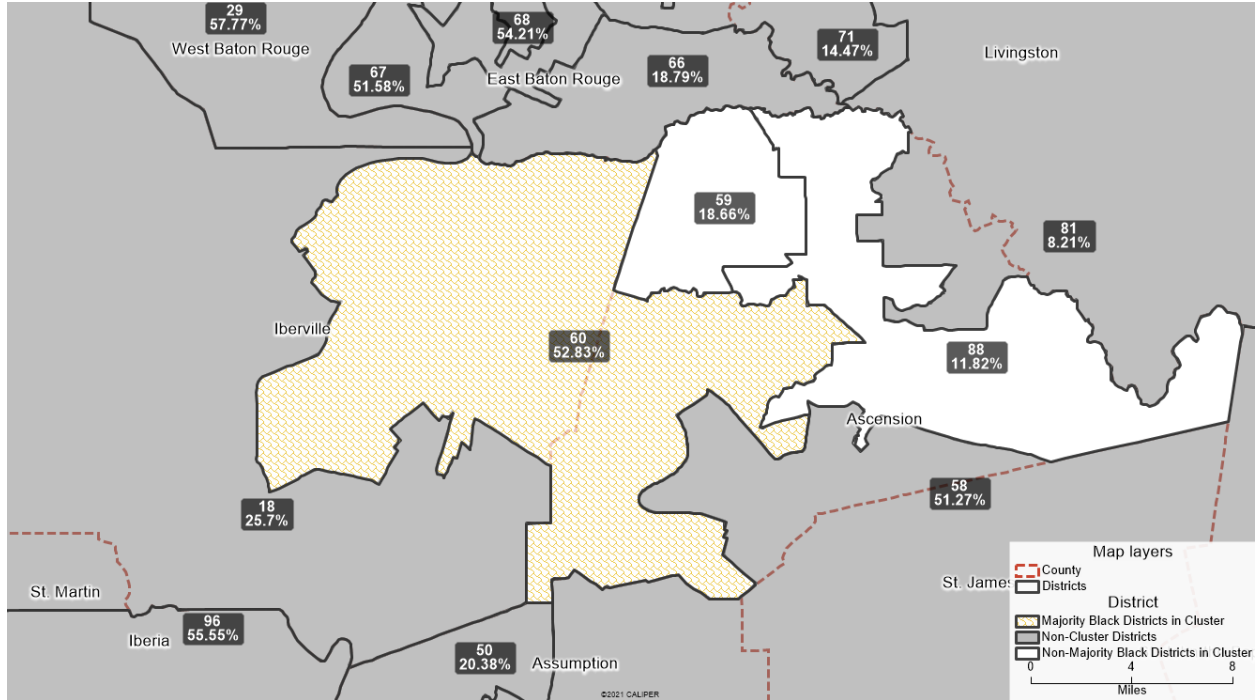 29
57.77%
West Baton Rouge
68
54.21%
71
14.47%
Livingston
67
51.58%
East Baton Rouge
66
18.79%
59
18.66%
81
8.21%
Iberville
60
52.83%
88
11.82%
Ascension
18
25.7%
58
51.27%
St. Martin
96
55.55%
Iberia
50
20.38%
Assumption
St. James
Map layers
County
Districts
District
Majority Black Districts in Cluster
Non-Cluster Districts
Non-Majority Black Districts in Cluster
0 4 8
Miles
©2021 CALIPER